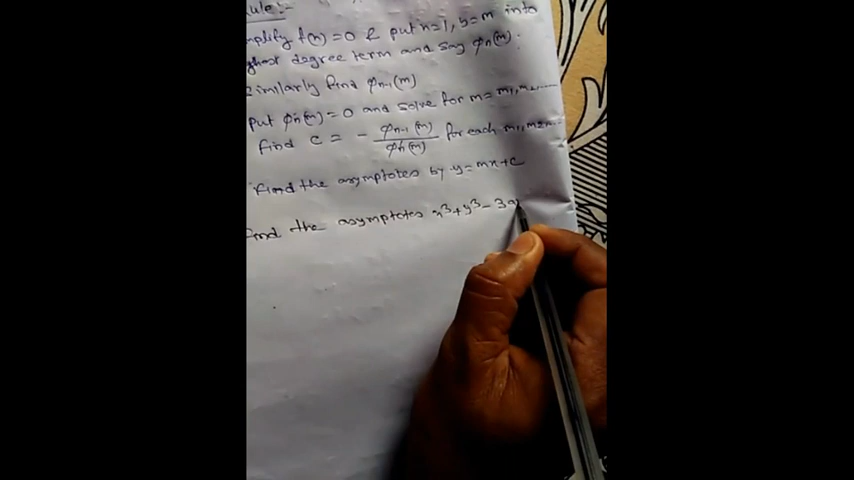 Rule:-
mplify f(n) = 0 & put x=1, y=m into
ghest degree term and say φn(m).
Similarly find φn-1(m)
put φn(m) = 0 and solve for m = m1, m2, .....
Find c = - φn-1(m) / φn'(m) for each m1, m2, ...
Find the asymptotes by y = mx+c
Find the asymptotes x³+y³-3a